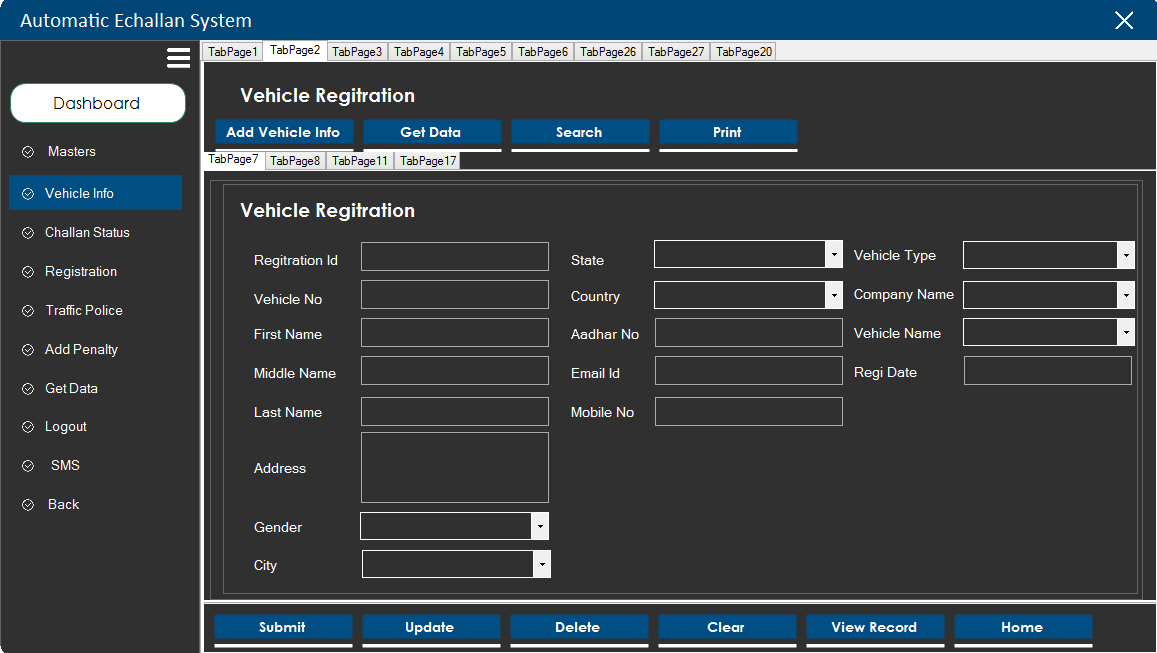 Automatic Echallan System
TabPage1 TabPage2 TabPage3 TabPage4 TabPage5 TabPage6 TabPage26 TabPage27 TabPage20
Dashboard
Masters
Vehicle Info
Challan Status
Registration
Traffic Police
Add Penalty
Get Data
Logout
SMS
Back
Vehicle Regitration
Add Vehicle Info Get Data Search Print
TabPage7 TabPage8 TabPage11 TabPage17
Vehicle Regitration
Regitration Id State Vehicle Type
Vehicle No Country Company Name
First Name Aadhar No Vehicle Name
Middle Name Email Id Regi Date
Last Name Mobile No
Address
Gender
City
Submit Update Delete Clear View Record Home